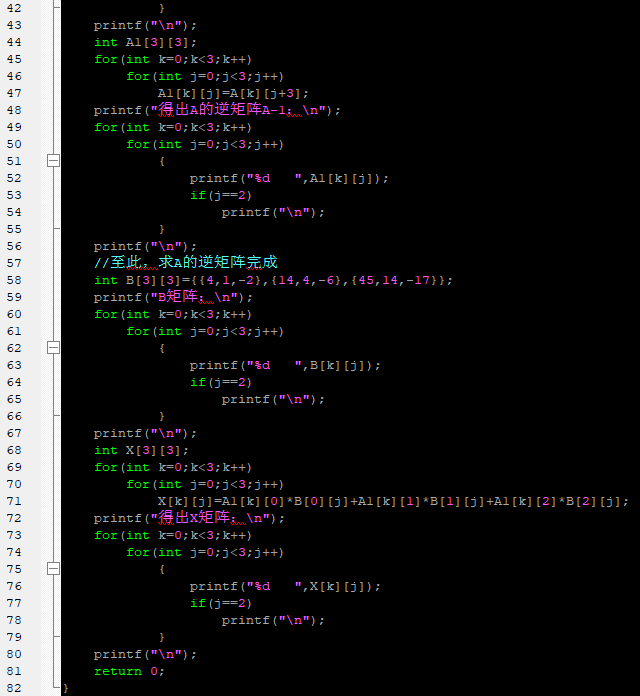 42 }
43 printf("\n");
44 int A1[3][3];
45 for(int k=0;k<3;k++)
46 for(int j=0;j<3;j++)
47 A1[k][j]=A[k][j+3];
48 printf("得出A的逆矩阵A-1：\n");
49 for(int k=0;k<3;k++)
50 for(int j=0;j<3;j++)
51 {
52 printf("%d   ",A1[k][j]);
53 if(j==2)
54 printf("\n");
55 }
56 printf("\n");
57 //至此，求A的逆矩阵完成
58 int B[3][3]={{4,1,-2},{14,4,-6},{45,14,-17}};
59 printf("B矩阵：\n");
60 for(int k=0;k<3;k++)
61 for(int j=0;j<3;j++)
62 {
63 printf("%d   ",B[k][j]);
64 if(j==2)
65 printf("\n");
66 }
67 printf("\n");
68 int X[3][3];
69 for(int k=0;k<3;k++)
70 for(int j=0;j<3;j++)
71 X[k][j]=A1[k][0]*B[0][j]+A1[k][1]*B[1][j]+A1[k][2]*B[2][j];
72 printf("得出X矩阵：\n");
73 for(int k=0;k<3;k++)
74 for(int j=0;j<3;j++)
75 {
76 printf("%d   ",X[k][j]);
77 if(j==2)
78 printf("\n");
79 }
80 printf("\n");
81 return 0;
82 }